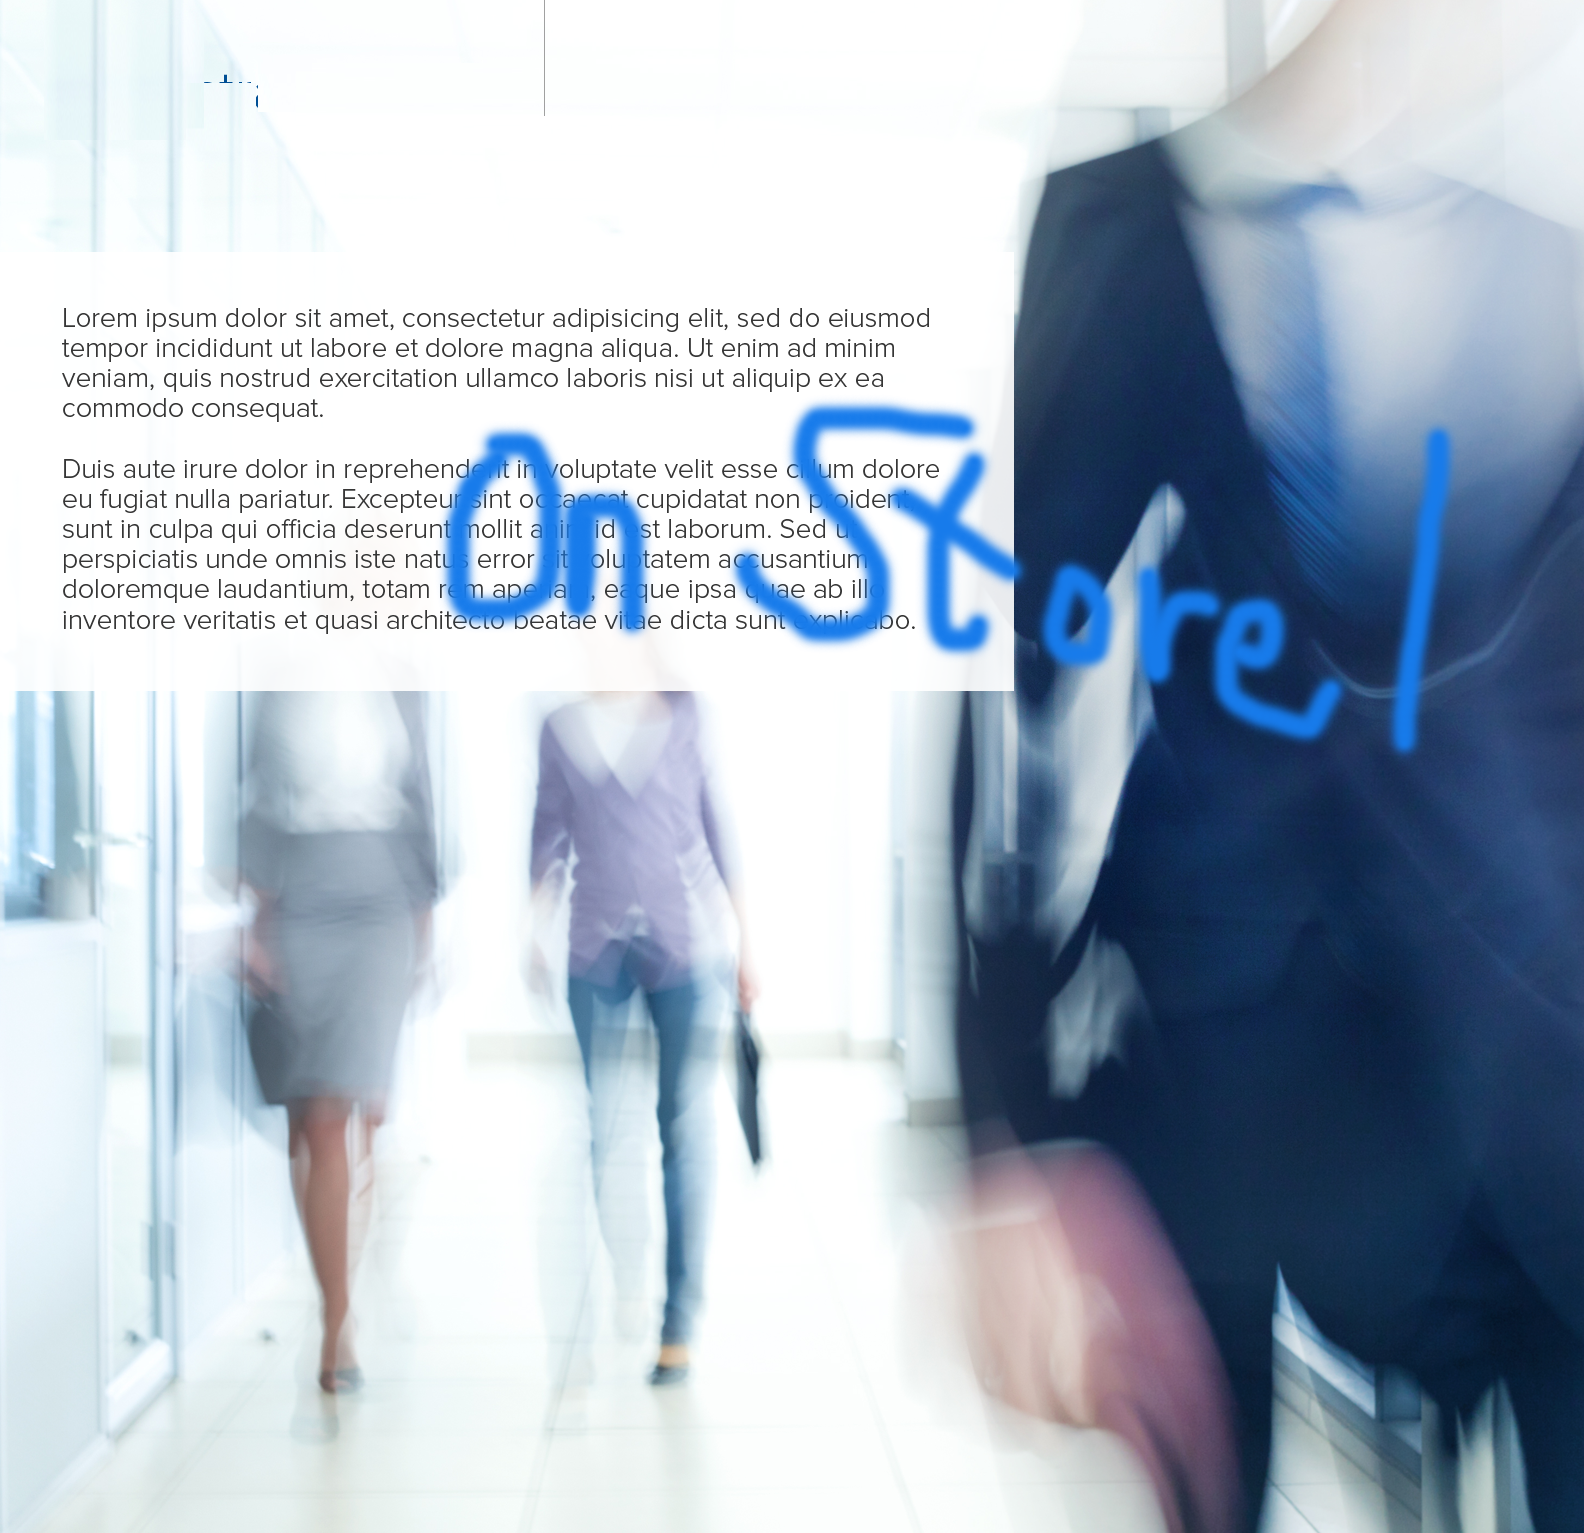 Lorem ipsum dolor sit amet, consectetur adipisicing elit, sed do eiusmod
tempor incididunt ut labore et dolore magna aliqua. Ut enim ad minim
veniam, quis nostrud exercitation ullamco laboris nisi ut aliquip ex ea
commodo consequat.
Duis aute irure dolor in reprehenderit in voluptate velit esse cillum dolore
eu fugiat nulla pariatur. Excepteur sint occaecat cupidatat non proident,
sunt in culpa qui officia deserunt mollit anim id est laborum. Sed ut
perspiciatis unde omnis iste natus error sit voluptatem accusantium
doloremque laudantium, totam rem aperiam, eaque ipsa quae ab illo
inventore veritatis et quasi architecto beatae vitae dicta sunt explicabo.
On Store